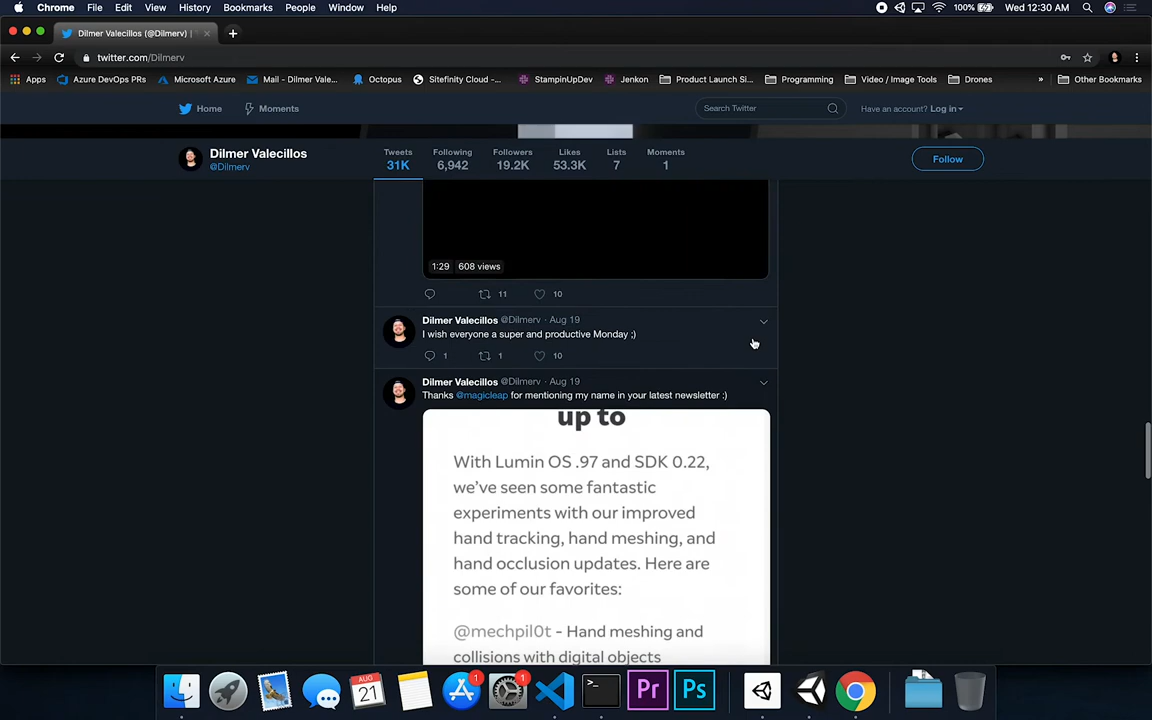 Chrome File Edit View History Bookmarks People Window Help 100% Wed 12:30 AM
Dilmer Valecillos (@Dilmerv) |
twitter.com/Dilmerv
Apps Azure DevOps PRs Microsoft Azure Mail - Dilmer Vale... Octopus Sitefinity Cloud -... StampinUpDev Jenkon Product Launch Si... Programming Video / Image Tools Drones » Other Bookmarks
Home Moments Search Twitter Have an account? Log in
Dilmer Valecillos
@Dilmerv
Tweets Following Followers Likes Lists Moments
31K 6,942 19.2K 53.3K 7 1
Follow
1:29 608 views
11 10
Dilmer Valecillos @Dilmerv · Aug 19
I wish everyone a super and productive Monday ;)
1 1 10
Dilmer Valecillos @Dilmerv · Aug 19
Thanks @magicleap for mentioning my name in your latest newsletter :)
up to
With Lumin OS .97 and SDK 0.22,
we've seen some fantastic
experiments with our improved
hand tracking, hand meshing, and
hand occlusion updates. Here are
some of our favorites:
@mechpil0t - Hand meshing and
collisions with digital objects
AUG
21
1
1
>_
Pr
Ps